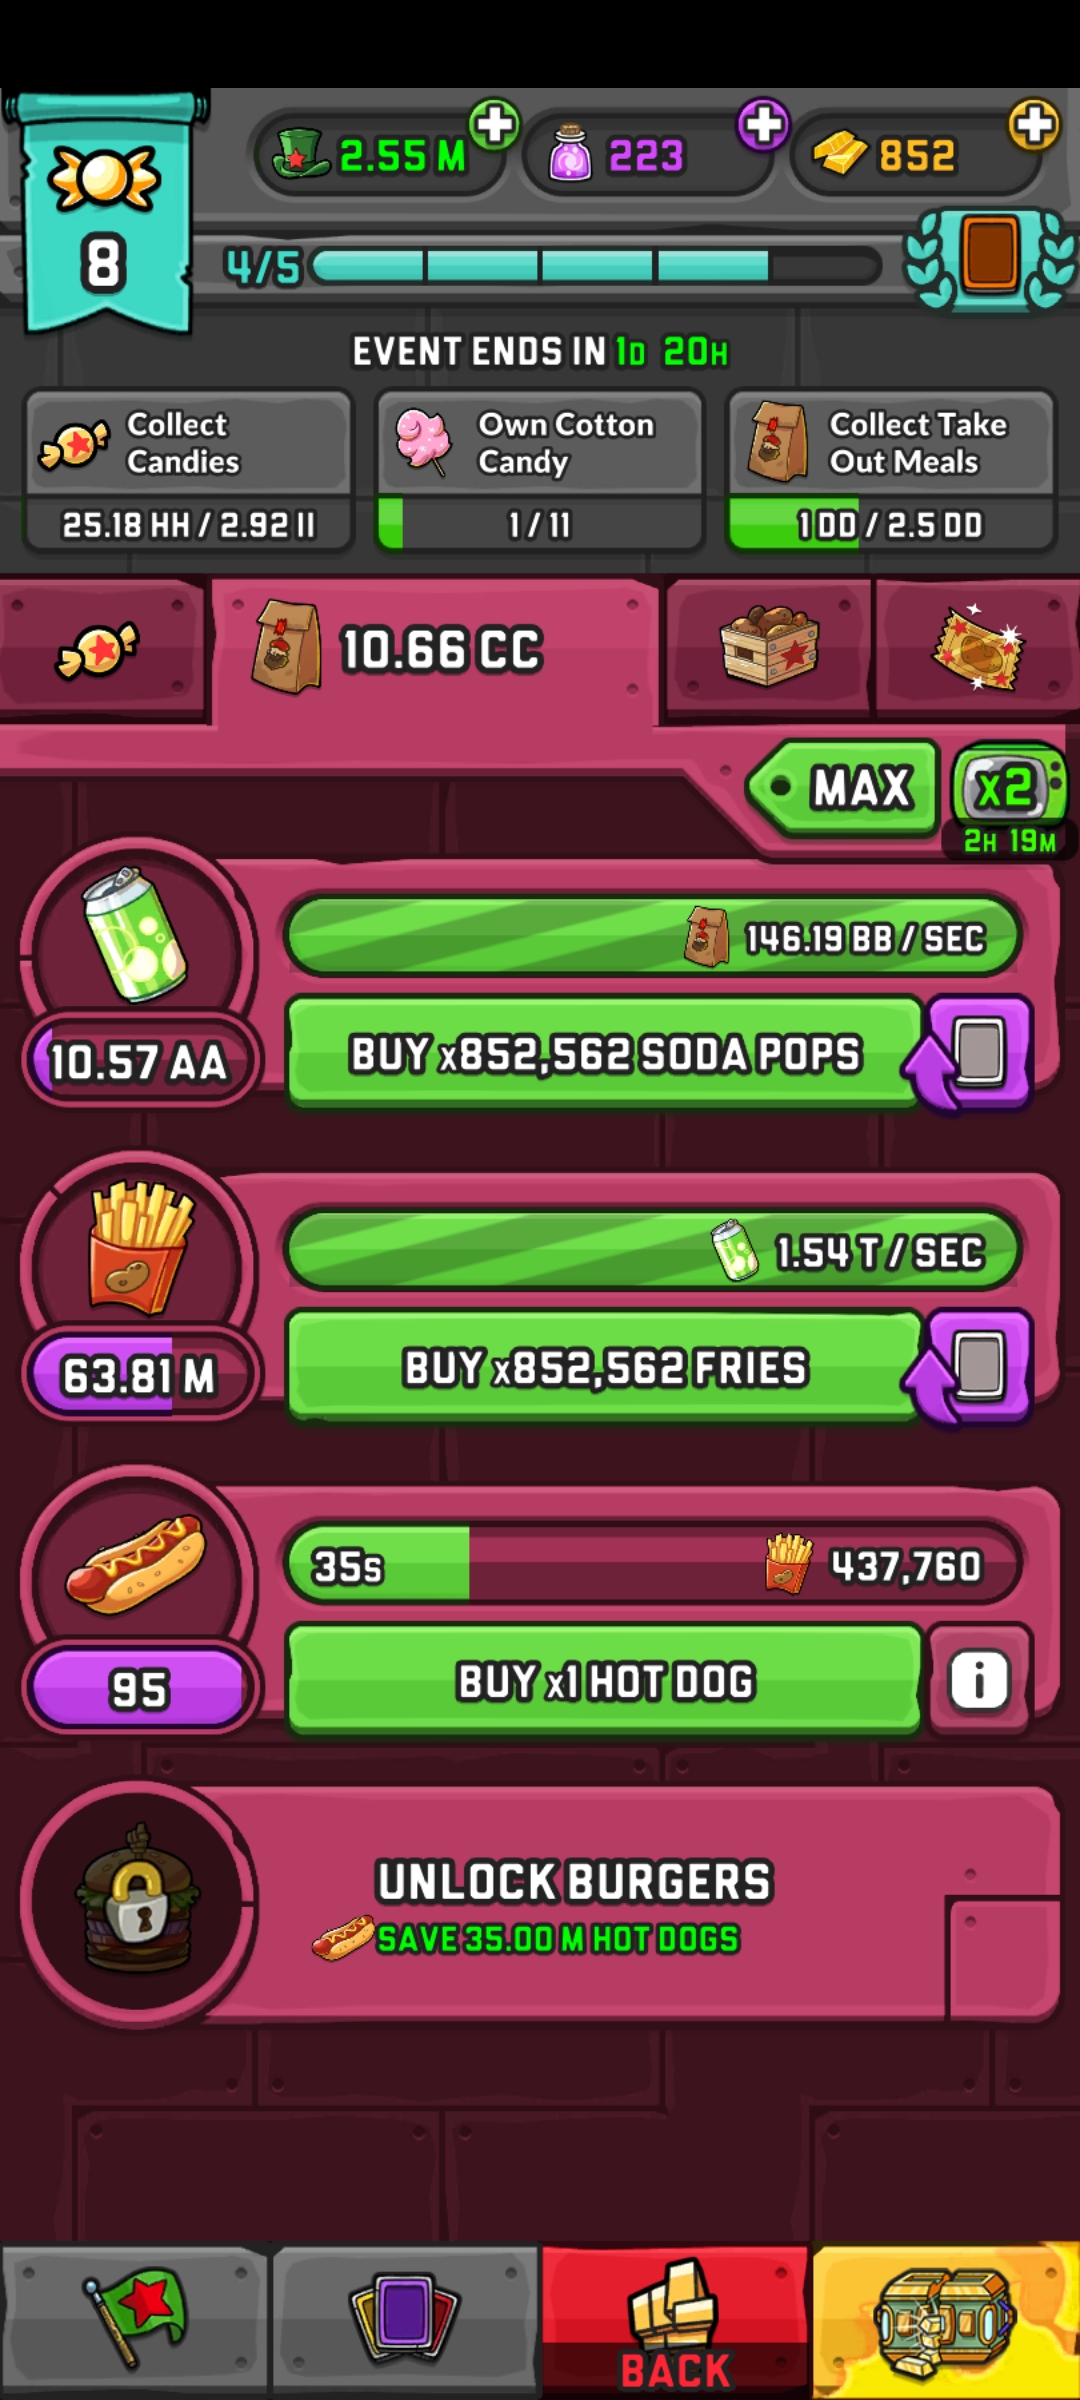 2.55 M
223
852
8
4/5
EVENT ENDS IN 1D 20H
Collect
Candies
25.18 HH / 2.92 II
Own Cotton
Candy
1 / 11
Collect Take
Out Meals
1 DD / 2.5 DD
10.66 CC
MAX
x2
2H 19M
146.19 BB / SEC
10.57 AA
BUY x852,562 SODA POPS
1.54 T / SEC
63.81 M
BUY x852,562 FRIES
35s
437,760
95
BUY x1 HOT DOG
i
UNLOCK BURGERS
SAVE 35.00 M HOT DOGS
BACK